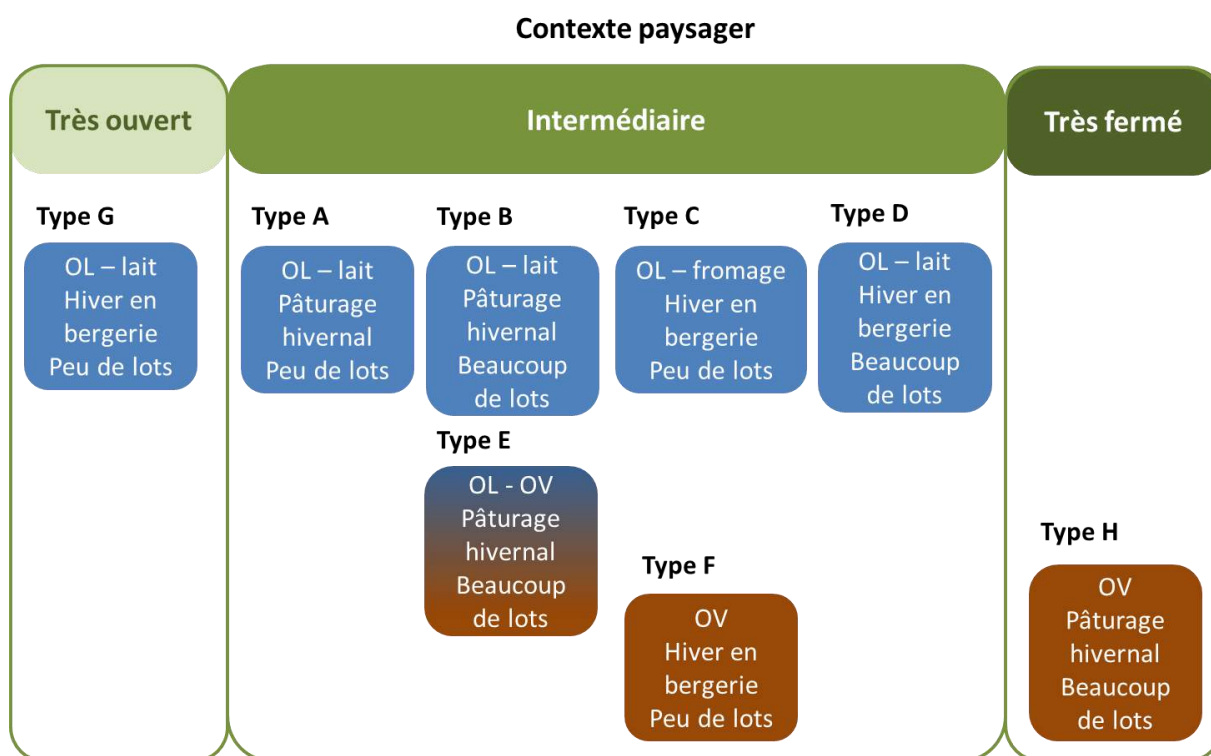 Contexte paysager
Très ouvert
Intermédiaire
Très fermé
Type G
OL – lait
Hiver en
bergerie
Peu de lots
Type A
OL – lait
Pâturage
hivernal
Peu de lots
Type B
OL – lait
Pâturage
hivernal
Beaucoup
de lots
Type C
OL – fromage
Hiver en
bergerie
Peu de lots
Type D
OL – lait
Hiver en
bergerie
Beaucoup
de lots
Type E
OL - OV
Pâturage
hivernal
Beaucoup
de lots
Type F
OV
Hiver en
bergerie
Peu de lots
Type H
OV
Pâturage
hivernal
Beaucoup
de lots